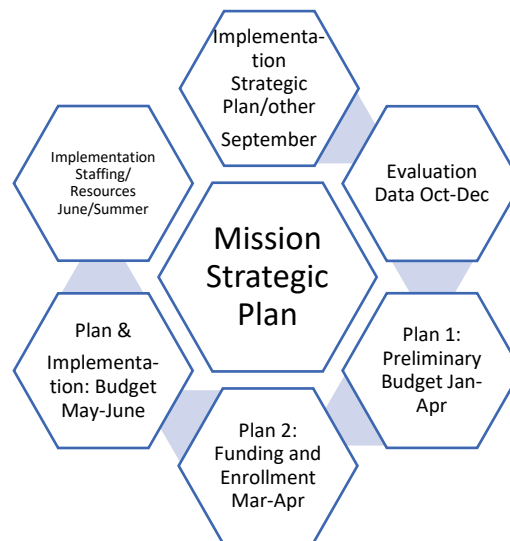 Implementa-
tion
Strategic
Plan/other
September
Implementation
Staffing/
Resources
June/Summer
Evaluation
Data Oct-Dec
Mission
Strategic
Plan
Plan &
Implementa-
tion: Budget
May-June
Plan 1:
Preliminary
Budget Jan-
Apr
Plan 2:
Funding and
Enrollment
Mar-Apr